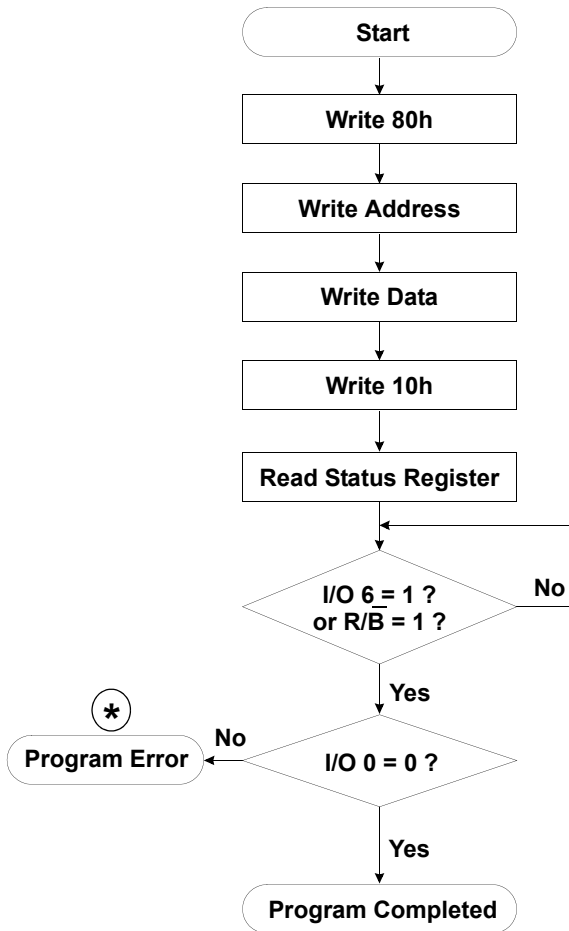 Start
Write 80h
Write Address
Write Data
Write 10h
Read Status Register
I/O 6 = 1 ?
or R/B̅ = 1 ?
No
Yes
*
Program Error
No
I/O 0 = 0 ?
Yes
Program Completed